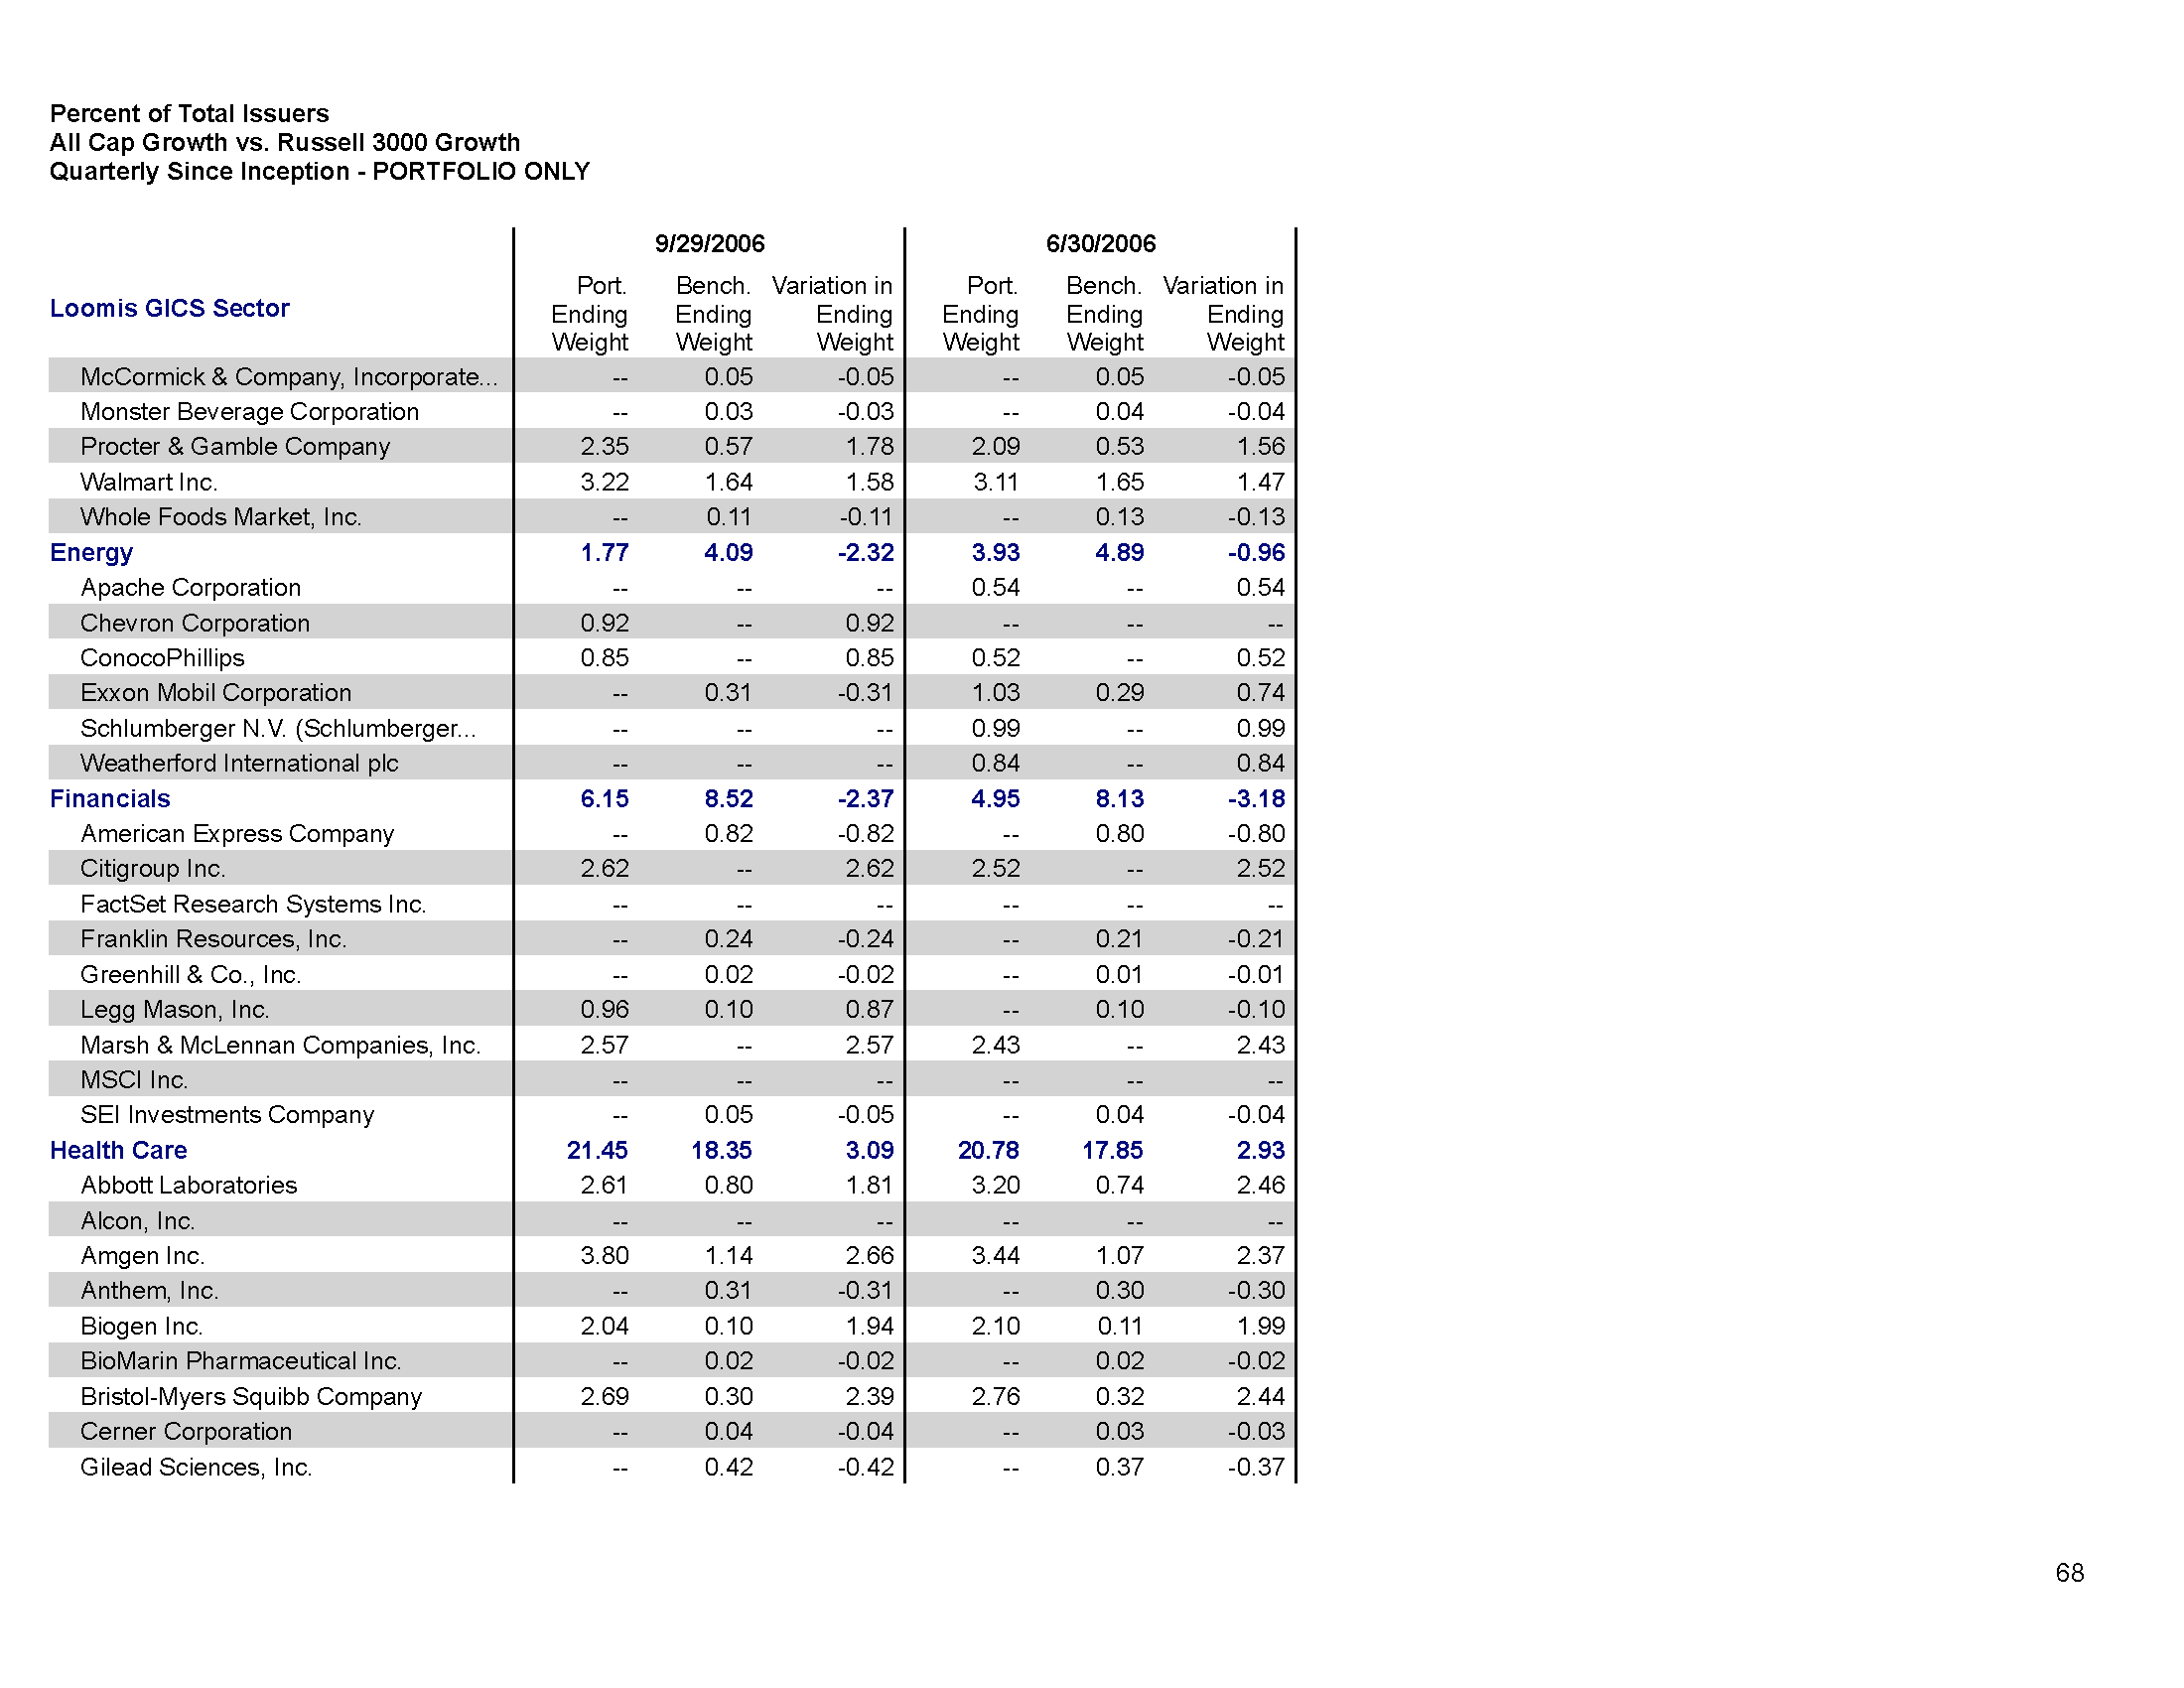 Percent of Total Issuers
All Cap Growth vs. Russell 3000 Growth
Quarterly Since Inception - PORTFOLIO ONLY
9/29/2006 6/30/2006
Loomis GICS Sector
Port. Bench. Variation in Port. Bench. Variation in
Ending Ending Ending Ending Ending Ending
Weight Weight Weight Weight Weight Weight
McCormick & Company, Incorporate... -- 0.05 -0.05 -- 0.05 -0.05
Monster Beverage Corporation -- 0.03 -0.03 -- 0.04 -0.04
Procter & Gamble Company 2.35 0.57 1.78 2.09 0.53 1.56
Walmart Inc. 3.22 1.64 1.58 3.11 1.65 1.47
Whole Foods Market, Inc. -- 0.11 -0.11 -- 0.13 -0.13
Energy 1.77 4.09 -2.32 3.93 4.89 -0.96
Apache Corporation -- -- -- 0.54 -- 0.54
Chevron Corporation 0.92 -- 0.92 -- -- --
ConocoPhillips 0.85 -- 0.85 0.52 -- 0.52
Exxon Mobil Corporation -- 0.31 -0.31 1.03 0.29 0.74
Schlumberger N.V. (Schlumberger... -- -- -- 0.99 -- 0.99
Weatherford International plc -- -- -- 0.84 -- 0.84
Financials 6.15 8.52 -2.37 4.95 8.13 -3.18
American Express Company -- 0.82 -0.82 -- 0.80 -0.80
Citigroup Inc. 2.62 -- 2.62 2.52 -- 2.52
FactSet Research Systems Inc. -- -- -- -- -- --
Franklin Resources, Inc. -- 0.24 -0.24 -- 0.21 -0.21
Greenhill & Co., Inc. -- 0.02 -0.02 -- 0.01 -0.01
Legg Mason, Inc. 0.96 0.10 0.87 -- 0.10 -0.10
Marsh & McLennan Companies, Inc. 2.57 -- 2.57 2.43 -- 2.43
MSCI Inc. -- -- -- -- -- --
SEI Investments Company -- 0.05 -0.05 -- 0.04 -0.04
Health Care 21.45 18.35 3.09 20.78 17.85 2.93
Abbott Laboratories 2.61 0.80 1.81 3.20 0.74 2.46
Alcon, Inc. -- -- -- -- -- --
Amgen Inc. 3.80 1.14 2.66 3.44 1.07 2.37
Anthem, Inc. -- 0.31 -0.31 -- 0.30 -0.30
Biogen Inc. 2.04 0.10 1.94 2.10 0.11 1.99
BioMarin Pharmaceutical Inc. -- 0.02 -0.02 -- 0.02 -0.02
Bristol-Myers Squibb Company 2.69 0.30 2.39 2.76 0.32 2.44
Cerner Corporation -- 0.04 -0.04 -- 0.03 -0.03
Gilead Sciences, Inc. -- 0.42 -0.42 -- 0.37 -0.37
68